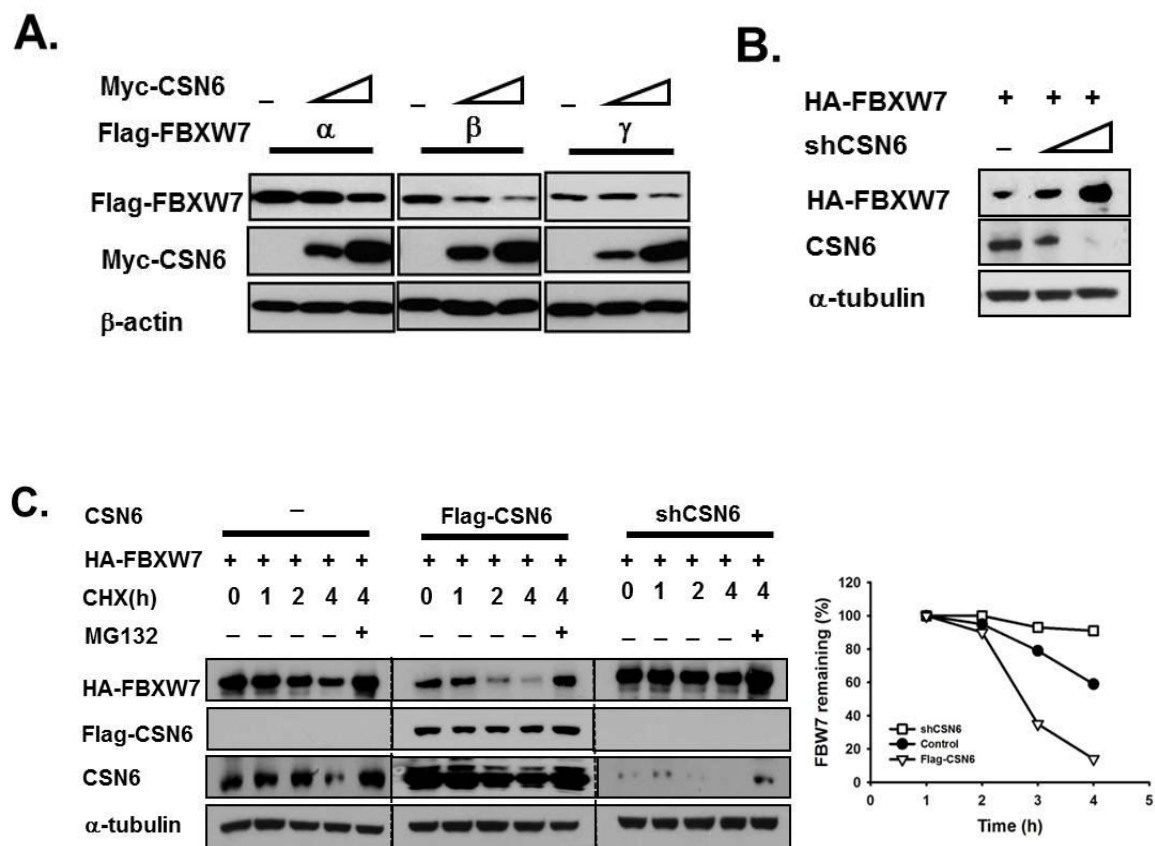 A.
Myc-CSN6 – – –
Flag-FBXW7 α β γ
Flag-FBXW7
Myc-CSN6
β-actin
B.
HA-FBXW7 + + +
shCSN6 –
HA-FBXW7
CSN6
α-tubulin
C.
CSN6 – Flag-CSN6 shCSN6
HA-FBXW7 + + + + + + + + + + + + + + +
CHX(h) 0 1 2 4 4 0 1 2 4 4 0 1 2 4 4
MG132 – – – – + – – – – + – – – – +
HA-FBXW7
Flag-CSN6
CSN6
α-tubulin
FBW7 remaining (%)
120
100
80
60
40
20
0
shCSN6
Control
Flag-CSN6
0 1 2 3 4 5
Time (h)